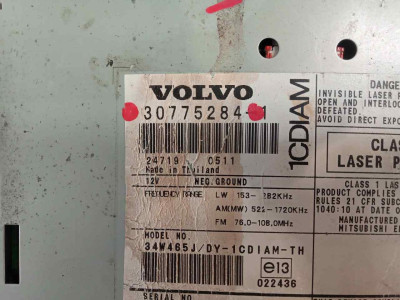 VOLVO
30775284-1
1CDIAM
24719 0511
Made in Thailand
12V NEG. GROUND
FREQUENCY RANGE LW 153- 282KHz
AM(MW) 522-1720KHz
FM 76.0-108.0MHz
MODEL NO.
34W465J/DY-1CDIAM-TH
e13
022436
SERIAL NO.
DANGE
INVISIBLE LASER R
OPEN AND INTERLOC
DEFEATED.
AVOID DIRECT EXPO
CLAS
LASER P
CLASS 1 LAS
PRODUCT COMPLIES
21 CFR SUBC
1040:10 AT DATE O
MANUFACTURED
MITSUBISHI E